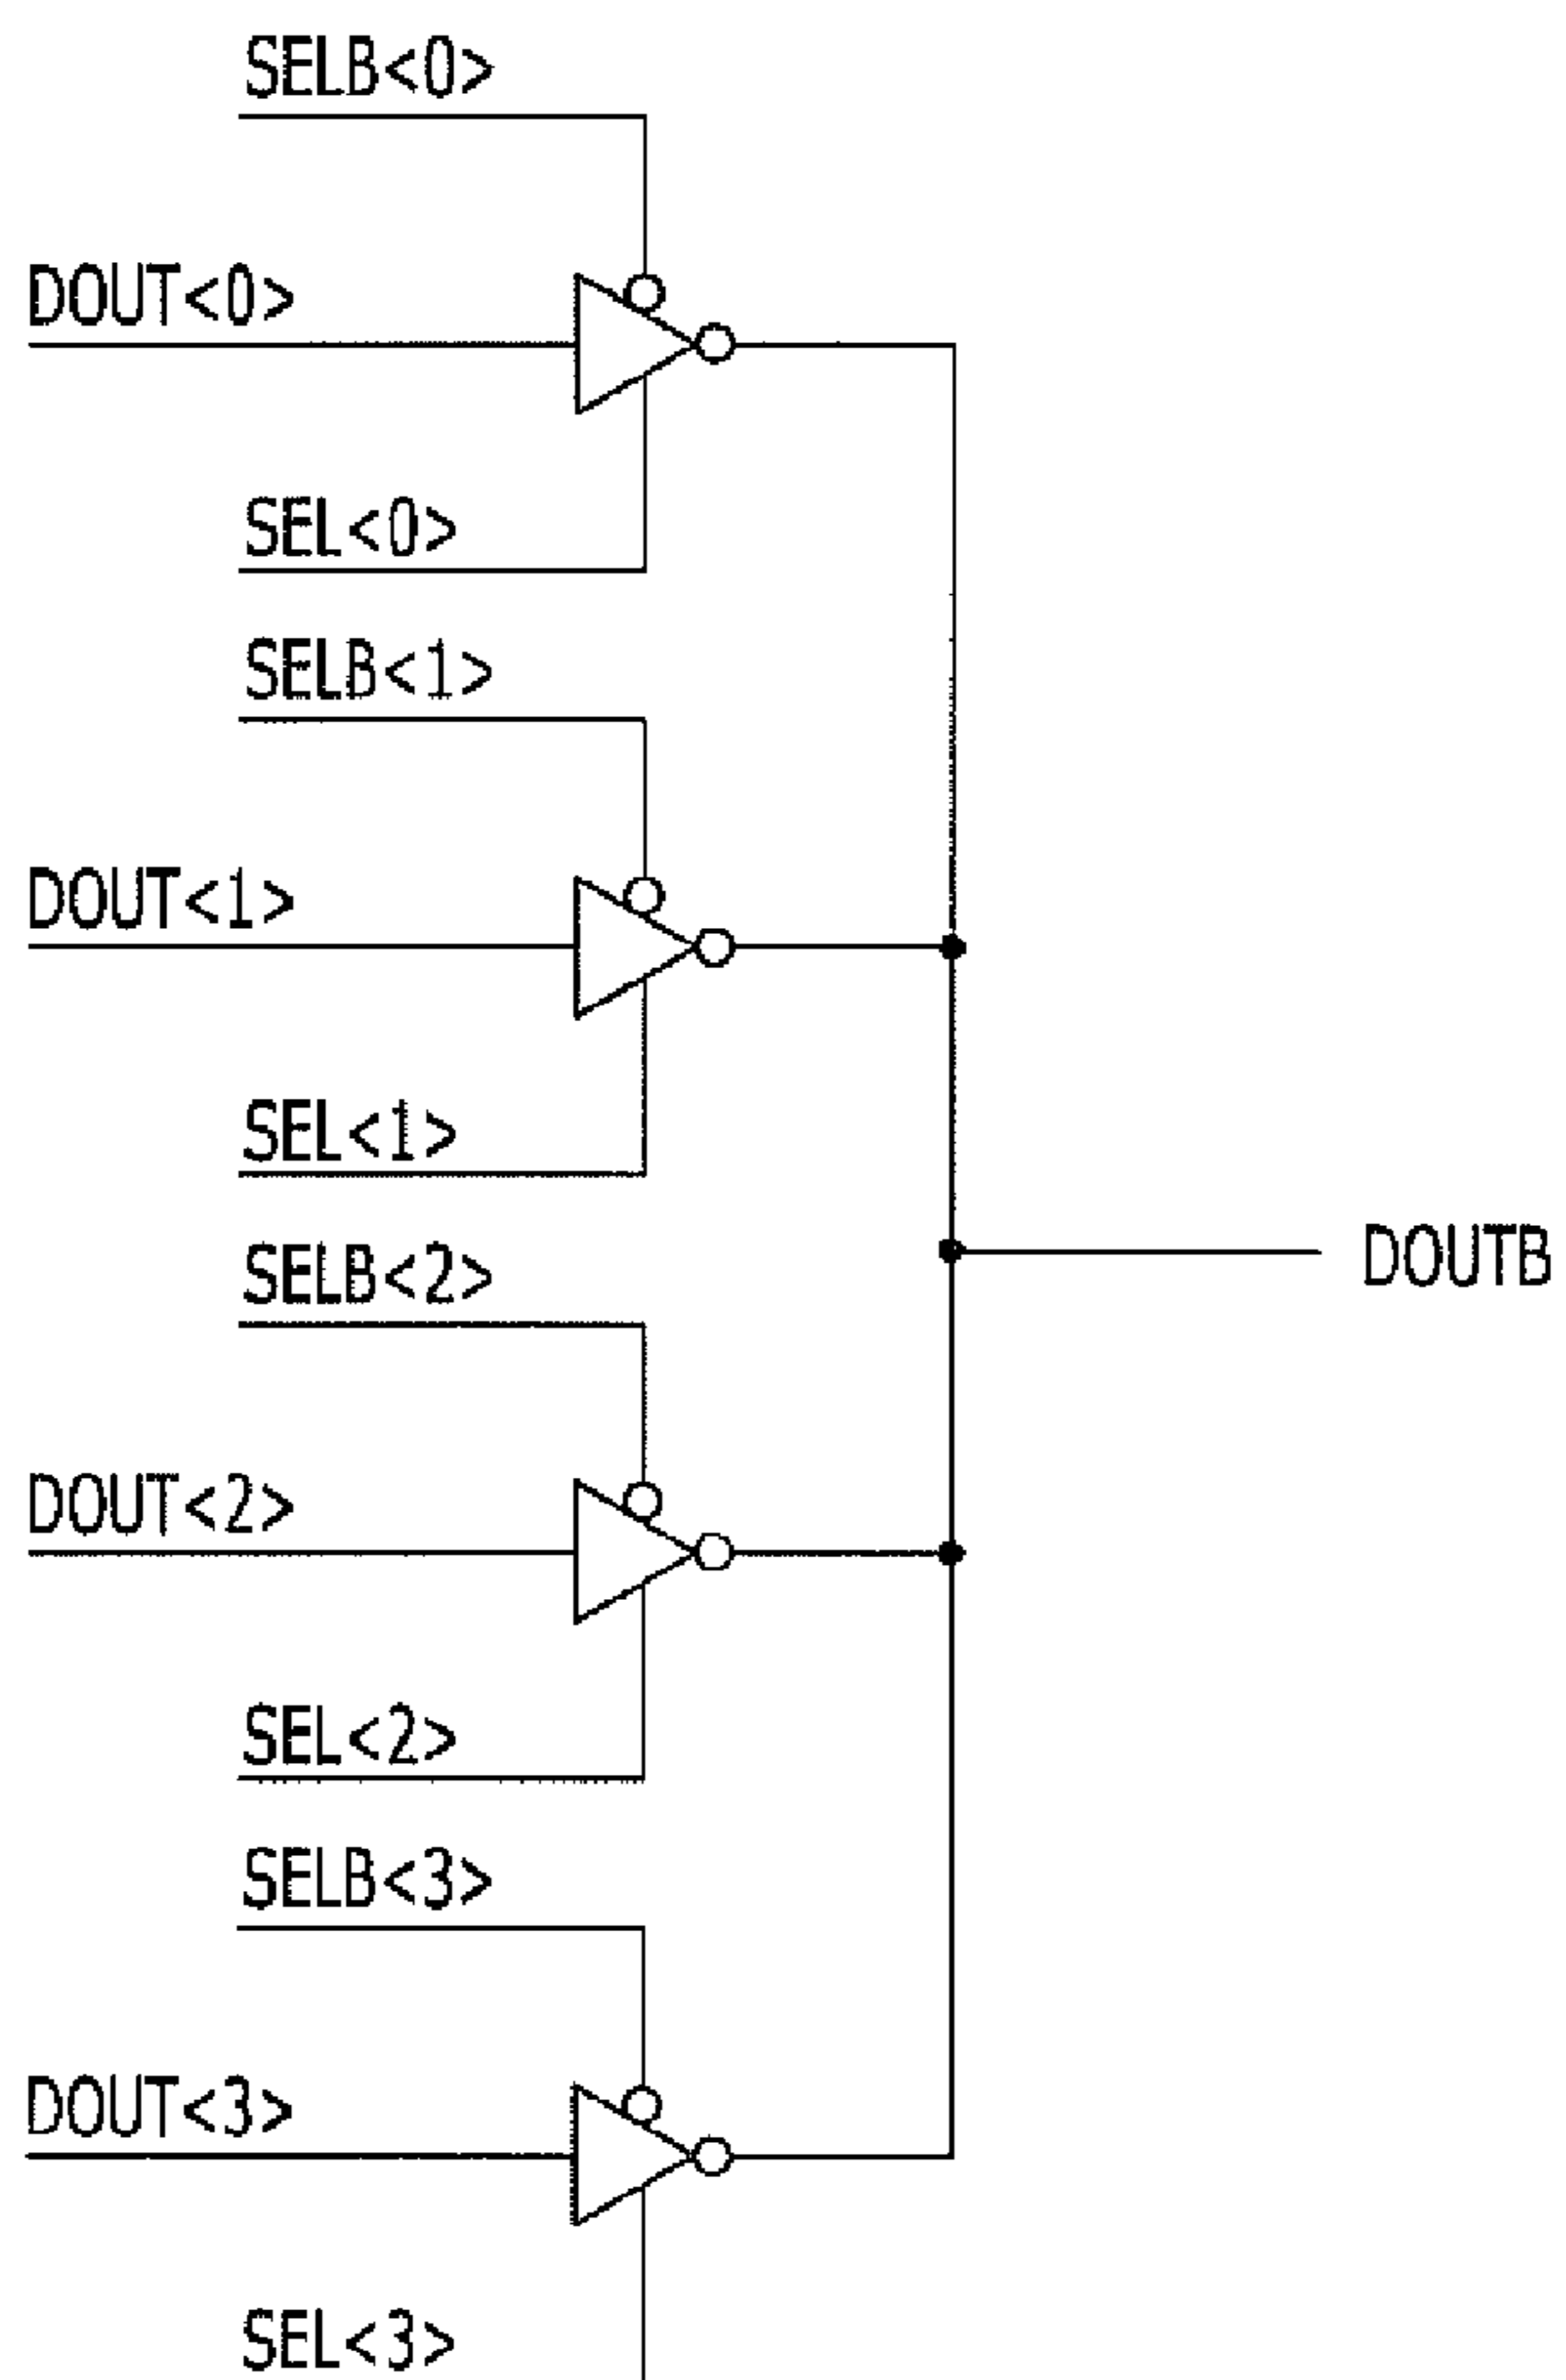 SELB<0>
DOUT<0>
SEL<0>
SELB<1>
DOUT<1>
SEL<1>
DOUTB
SELB<2>
DOUT<2>
SEL<2>
SELB<3>
DOUT<3>
SEL<3>